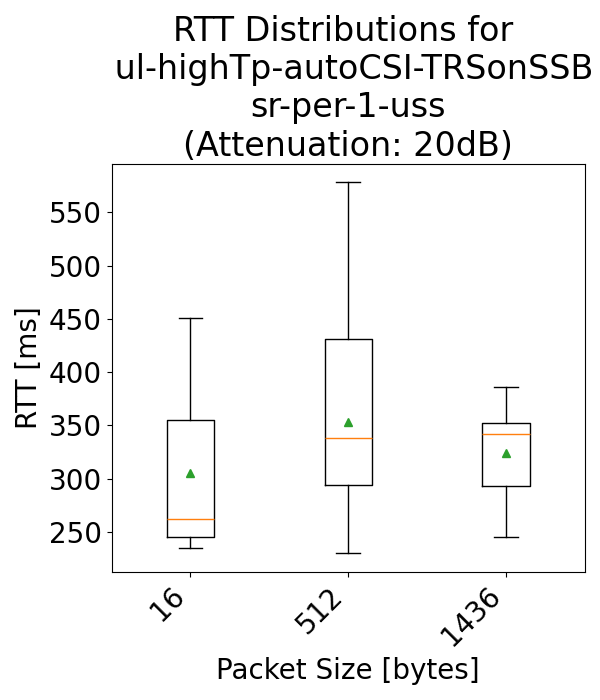 RTT Distributions for
ul-highTp-autoCSI-TRSonSSB
sr-per-1-uss
(Attenuation: 20dB)
RTT [ms]
550
500
450
400
350
300
250
16
512
1436
Packet Size [bytes]